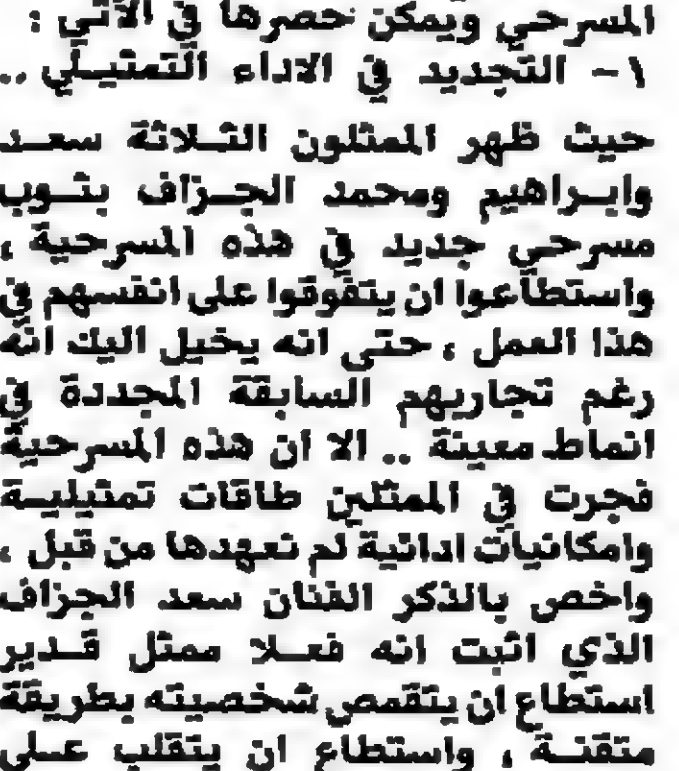 المسرحي ويمكن حصرها في الآتي :
١ - التجديد في الاداء التمثيلي ..
حيث ظهر الممثلون الثلاثة سعد
وابراهيم ومحمد الجزاف بثوب
مسرحي جديد في هذه المسرحية ،
واستطاعوا ان يتفوقوا على انفسهم في
هذا العمل ، حتى انه يخيل اليك انه
رغم تجاربهم السابقة المجددة في
انماط معينة .. الا ان هذه المسرحية
فجرت في الممثلين طاقات تمثيلية
وامكانيات ادائية لم نعهدها من قبل ،
واخص بالذكر الفنان سعد الجزاف
الذي اثبت انه فعلا ممثل قدير
استطاع ان يتقمص شخصيته بطريقة
متقنة ، واستطاع ان يتقلب على